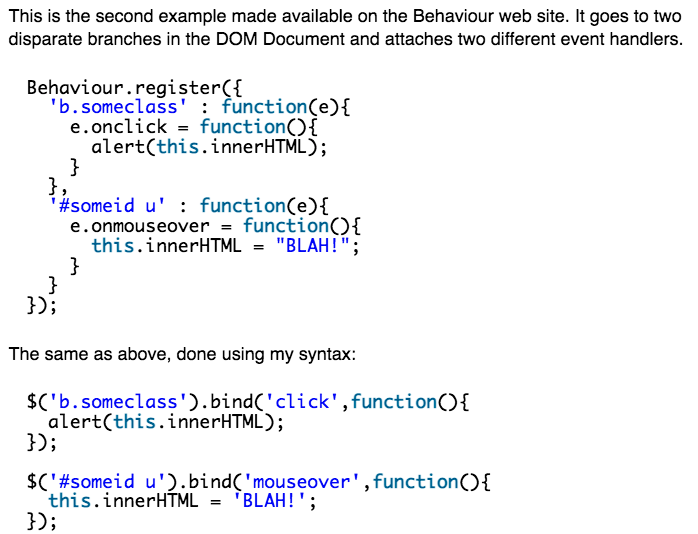 This is the second example made available on the Behaviour web site. It goes to two
disparate branches in the DOM Document and attaches two different event handlers.
Behaviour.register({
'b.someclass' : function(e){
e.onclick = function(){
alert(this.innerHTML);
}
},
'#someid u' : function(e){
e.onmouseover = function(){
this.innerHTML = "BLAH!";
}
}
});
The same as above, done using my syntax:
$('b.someclass').bind('click',function(){
alert(this.innerHTML);
});
$('#someid u').bind('mouseover',function(){
this.innerHTML = 'BLAH!';
});